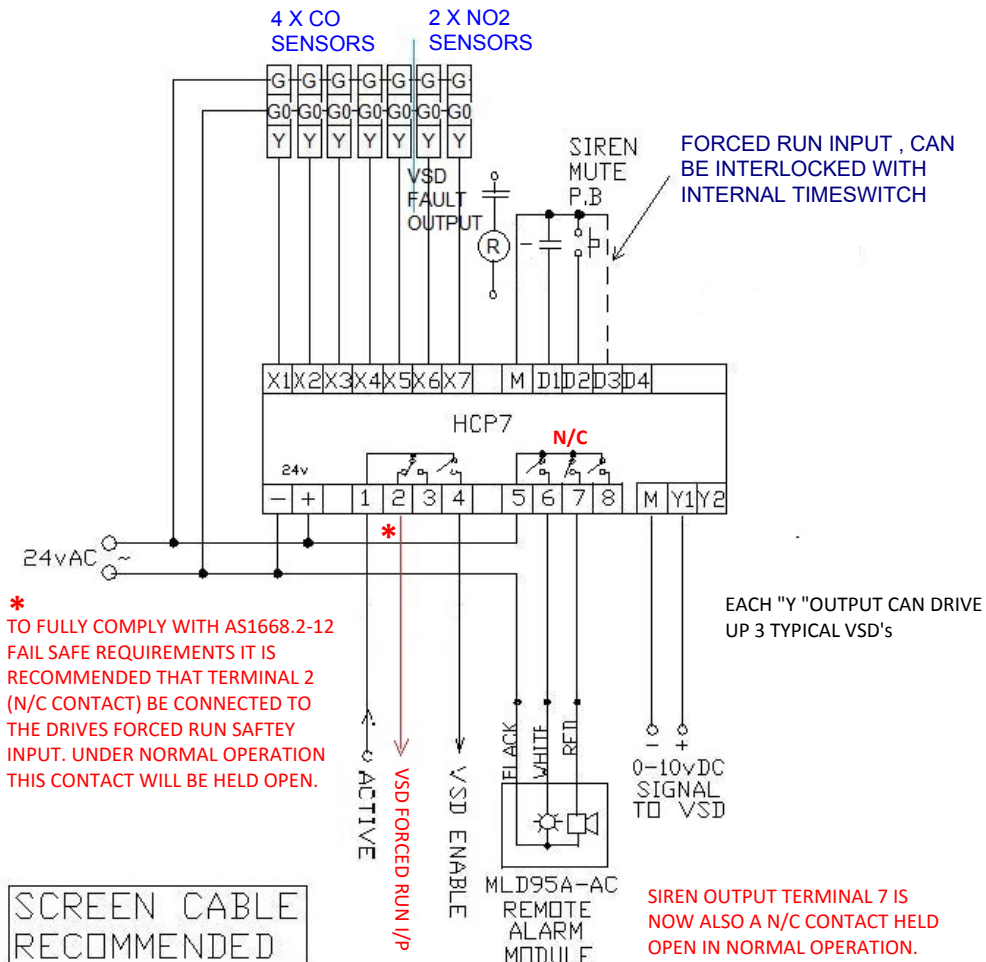 4 X CO
SENSORS
2 X NO2
SENSORS
G G G G G G G
G0 G0 G0 G0 G0 G0 G0
Y Y Y Y Y Y Y
VSD
FAULT
OUTPUT
R
SIREN
MUTE
P.B
FORCED RUN INPUT , CAN
BE INTERLOCKED WITH
INTERNAL TIMESWITCH
X1 X2 X3 X4 X5 X6 X7 M D1 D2 D3 D4
HCP7
N/C
24v
- + 1 2 3 4 5 6 7 8 M Y1 Y2
*
24vAC ~
*
TO FULLY COMPLY WITH AS1668.2-12
FAIL SAFE REQUIREMENTS IT IS
RECOMMENDED THAT TERMINAL 2
(N/C CONTACT) BE CONNECTED TO
THE DRIVES FORCED RUN SAFTEY
INPUT. UNDER NORMAL OPERATION
THIS CONTACT WILL BE HELD OPEN.
EACH "Y "OUTPUT CAN DRIVE
UP 3 TYPICAL VSD's
ACTIVE
VSD FORCED RUN I/P
VSD ENABLE
BLACK
WHITE
RED
- +
0-10vDC
SIGNAL
TO VSD
MLD95A-AC
REMOTE
ALARM
MODULE
SCREEN CABLE
RECOMMENDED
SIREN OUTPUT TERMINAL 7 IS
NOW ALSO A N/C CONTACT HELD
OPEN IN NORMAL OPERATION.